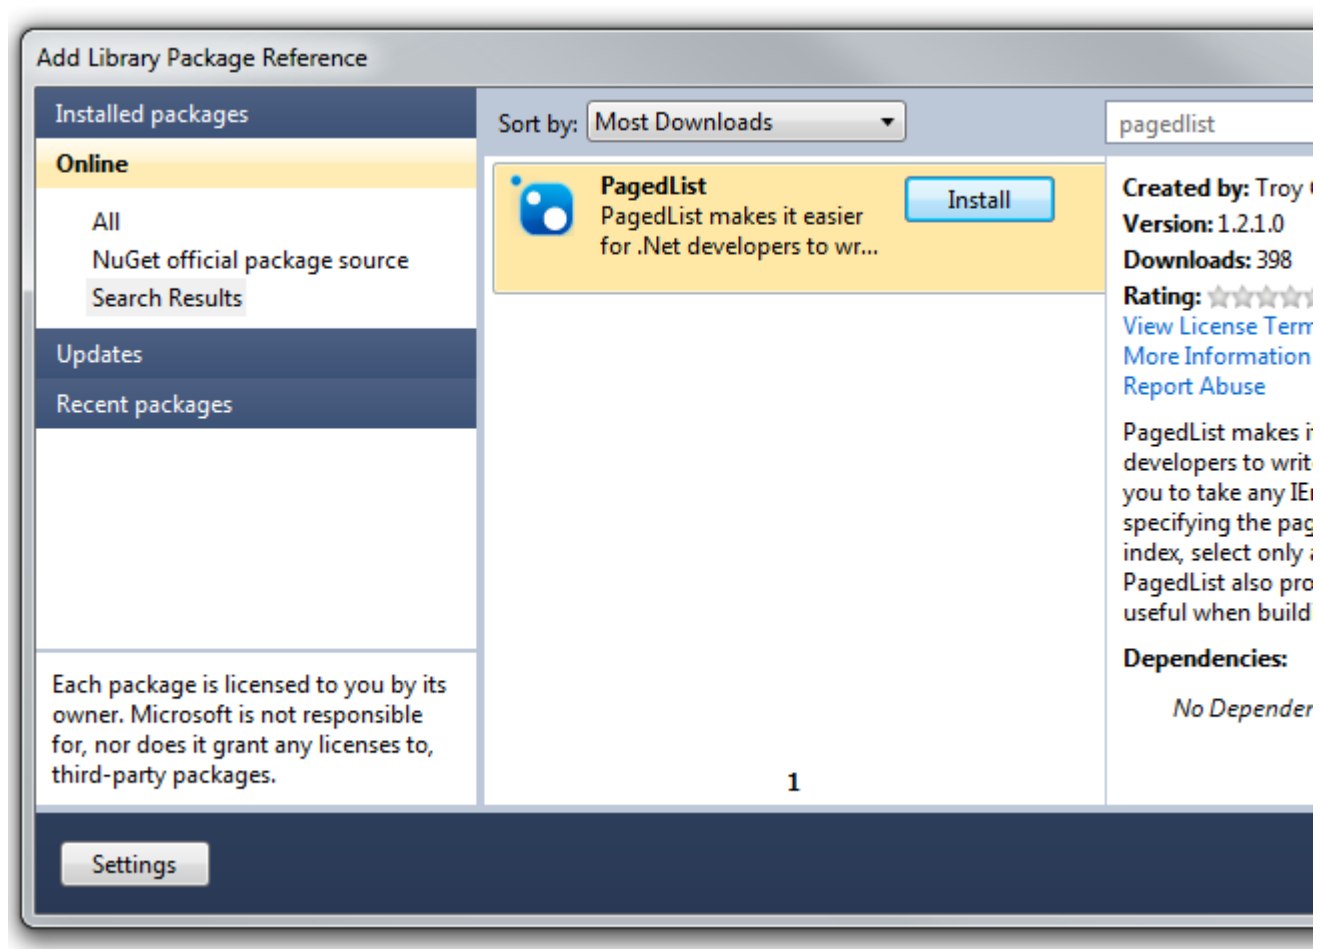 Add Library Package Reference
Installed packages
Online
All
NuGet official package source
Search Results
Updates
Recent packages
Each package is licensed to you by its
owner. Microsoft is not responsible
for, nor does it grant any licenses to,
third-party packages.
Settings
Sort by: Most Downloads
PagedList
PagedList makes it easier
for .Net developers to wr...
Install
1
pagedlist
Created by: Troy
Version: 1.2.1.0
Downloads: 398
Rating:
View License
More Information
Report Abuse
PagedList makes
developers to
you to take any
specifying the
index, select only
PagedList also
useful when
Dependencies:
No